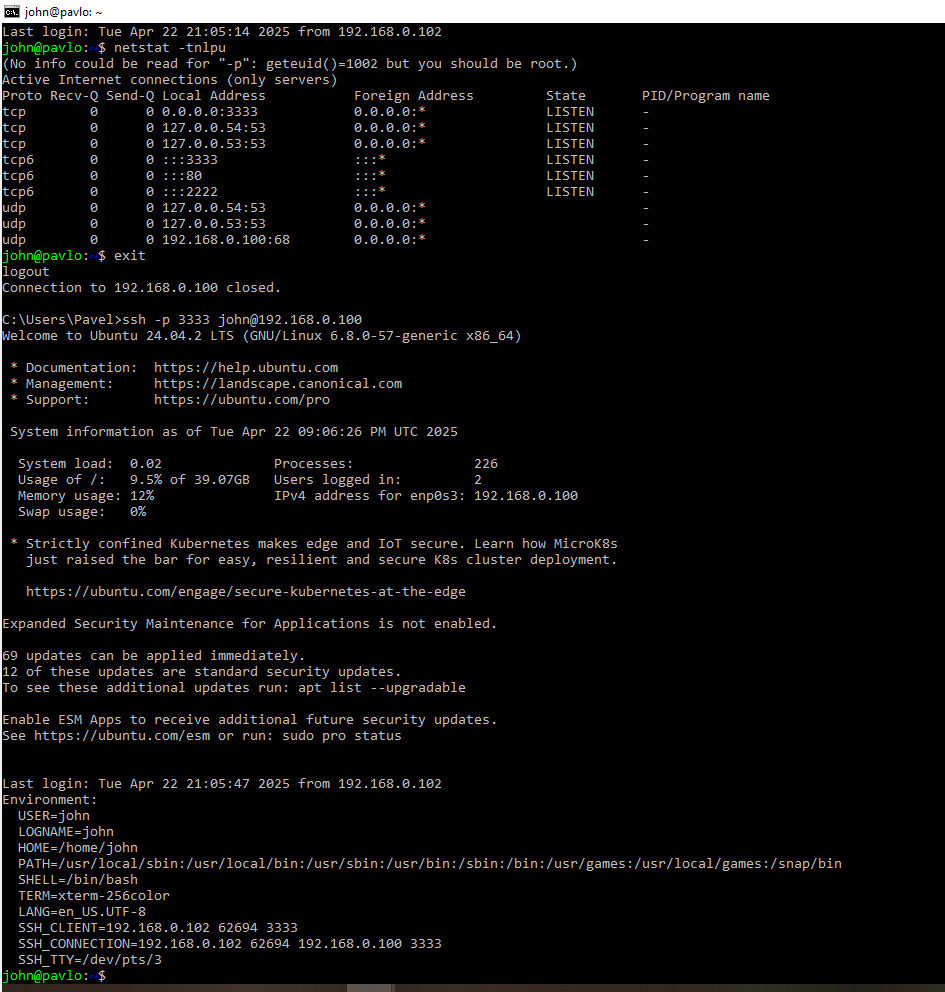 john@pavlo: ~
Last login: Tue Apr 22 21:05:14 2025 from 192.168.0.102
john@pavlo:~$ netstat -tnlpu
(No info could be read for "-p": geteuid()=1002 but you should be root.)
Active Internet connections (only servers)
Proto Recv-Q Send-Q Local Address           Foreign Address         State       PID/Program name
tcp        0      0 0.0.0.0:3333            0.0.0.0:*               LISTEN      -
tcp        0      0 127.0.0.54:53           0.0.0.0:*               LISTEN      -
tcp        0      0 127.0.0.53:53           0.0.0.0:*               LISTEN      -
tcp6       0      0 :::3333                 :::*                    LISTEN      -
tcp6       0      0 :::80                   :::*                    LISTEN      -
tcp6       0      0 :::2222                 :::*                    LISTEN      -
udp        0      0 127.0.0.54:53           0.0.0.0:*                           -
udp        0      0 127.0.0.53:53           0.0.0.0:*                           -
udp        0      0 192.168.0.100:68        0.0.0.0:*                           -
john@pavlo:~$ exit
logout
Connection to 192.168.0.100 closed.
C:\Users\Pavel>ssh -p 3333 john@192.168.0.100
Welcome to Ubuntu 24.04.2 LTS (GNU/Linux 6.8.0-57-generic x86_64)
 * Documentation:  https://help.ubuntu.com
 * Management:     https://landscape.canonical.com
 * Support:        https://ubuntu.com/pro
 System information as of Tue Apr 22 09:06:26 PM UTC 2025
  System load:  0.02               Processes:               226
  Usage of /:   9.5% of 39.07GB   Users logged in:         2
  Memory usage: 12%               IPv4 address for enp0s3: 192.168.0.100
  Swap usage:   0%
 * Strictly confined Kubernetes makes edge and IoT secure. Learn how MicroK8s
   just raised the bar for easy, resilient and secure K8s cluster deployment.
   https://ubuntu.com/engage/secure-kubernetes-at-the-edge
Expanded Security Maintenance for Applications is not enabled.
69 updates can be applied immediately.
12 of these updates are standard security updates.
To see these additional updates run: apt list --upgradable
Enable ESM Apps to receive additional future security updates.
See https://ubuntu.com/esm or run: sudo pro status
Last login: Tue Apr 22 21:05:47 2025 from 192.168.0.102
Environment:
  USER=john
  LOGNAME=john
  HOME=/home/john
  PATH=/usr/local/sbin:/usr/local/bin:/usr/sbin:/usr/bin:/sbin:/bin:/usr/games:/usr/local/games:/snap/bin
  SHELL=/bin/bash
  TERM=xterm-256color
  LANG=en_US.UTF-8
  SSH_CLIENT=192.168.0.102 62694 3333
  SSH_CONNECTION=192.168.0.102 62694 192.168.0.100 3333
  SSH_TTY=/dev/pts/3
john@pavlo:~$